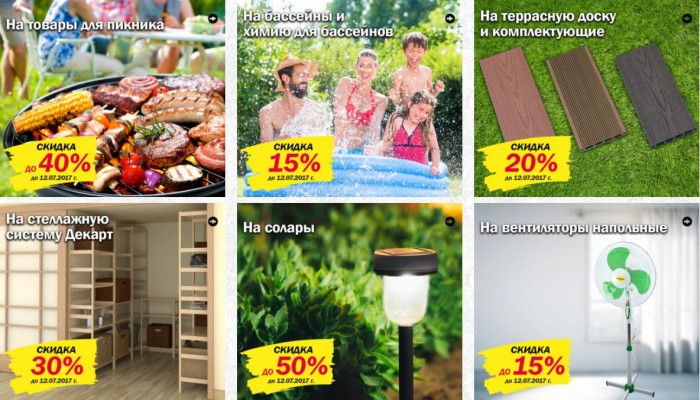 На товары для пикника
СКИДКА
ДО 40%
до 12.07.2017 г.
На бассейны и
химию для бассейнов
СКИДКА
15%
до 12.07.2017 г.
На террасную доску
и комплектующие
СКИДКА
20%
до 12.07.2017 г.
На стеллажную
систему Декарт
СКИДКА
30%
до 12.07.2017 г.
На солары
СКИДКА
ДО 50%
до 12.07.2017 г.
На вентиляторы напольные
СКИДКА
ДО 15%
до 12.07.2017 г.